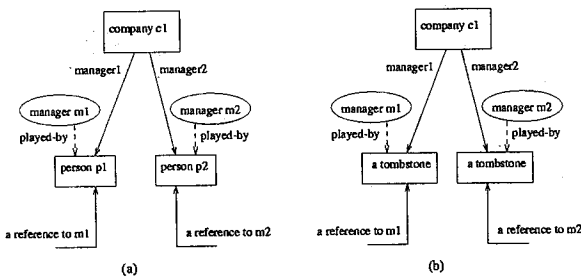 company c1
manager1
manager2
manager m1
manager m2
played-by
played-by
person p1
person p2
a reference to m1
a reference to m2
(a)
company c1
manager1
manager2
manager m1
manager m2
played-by
played-by
a tombstone
a tombstone
a reference to m1
a reference to m2
(b)